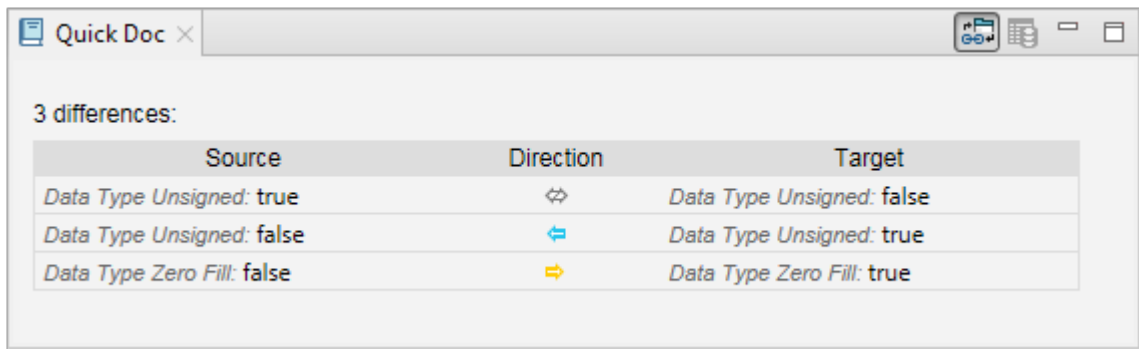 Quick Doc
3 differences:
Source Direction Target
Data Type Unsigned: true Data Type Unsigned: false
Data Type Unsigned: false Data Type Unsigned: true
Data Type Zero Fill: false Data Type Zero Fill: true